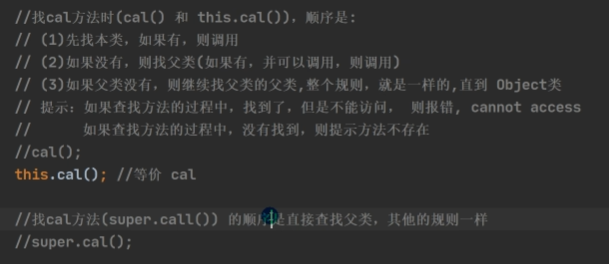 //找cal方法时(cal() 和 this.cal())，顺序是:
// (1)先找本类，如果有，则调用
// (2)如果没有，则找父类(如果有，并可以调用，则调用)
// (3)如果父类没有，则继续找父类的父类,整个规则，就是一样的,直到 Object类
// 提示：如果查找方法的过程中，找到了，但是不能访问， 则报错, cannot access
//      如果查找方法的过程中，没有找到，则提示方法不存在
//cal();
this.cal(); //等价 cal
//找cal方法(super.call()) 的顺序是直接查找父类，其他的规则一样
//super.cal();